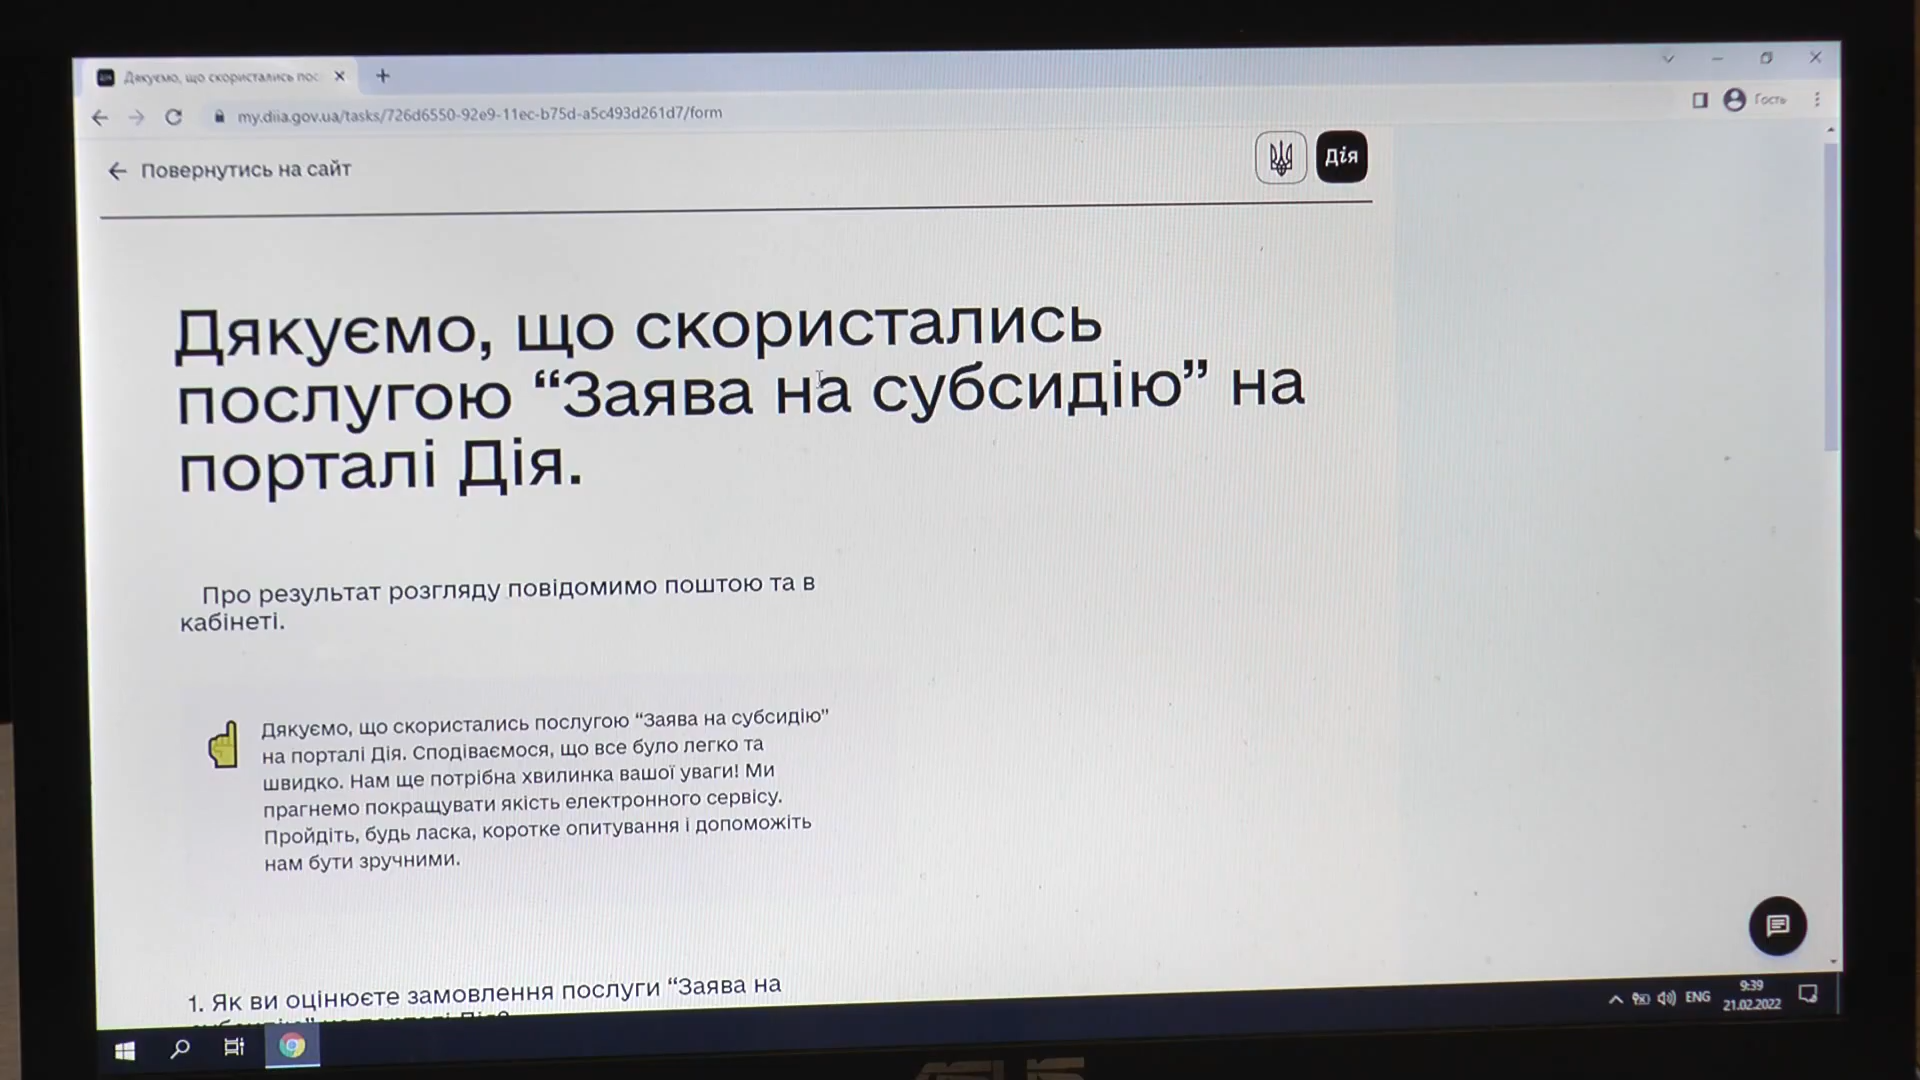 Дякуємо, що скористались пос
my.diia.gov.ua/tasks/726d6550-92e9-11ec-b75d-a5c493d261d7/form
Гость
Повернутись на сайт
Дія
Дякуємо, що скористались
послугою “Заява на субсидію” на
порталі Дія.
Про результат розгляду повідомимо поштою та в
кабінеті.
Дякуємо, що скористались послугою “Заява на субсидію”
на порталі Дія. Сподіваємося, що все було легко та
швидко. Нам ще потрібна хвилинка вашої уваги! Ми
прагнемо покращувати якість електронного сервісу.
Пройдіть, будь ласка, коротке опитування і допоможіть
нам бути зручними.
1. Як ви оцінюєте замовлення послуги “Заява на
ENG
9:39
21.02.2022